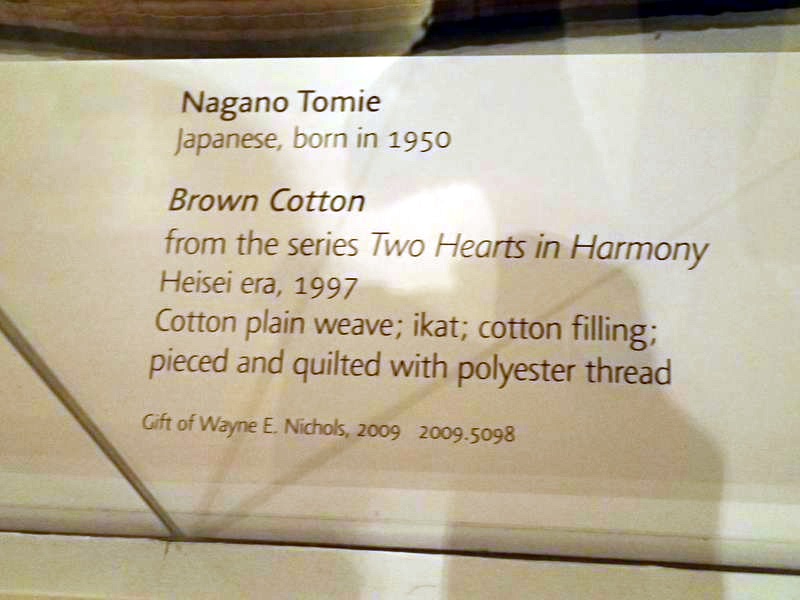 Nagano Tomie
Japanese, born in 1950
Brown Cotton
from the series Two Hearts in Harmony
Heisei era, 1997
Cotton plain weave; ikat; cotton filling;
pieced and quilted with polyester thread
Gift of Wayne E. Nichols, 2009 2009.5098